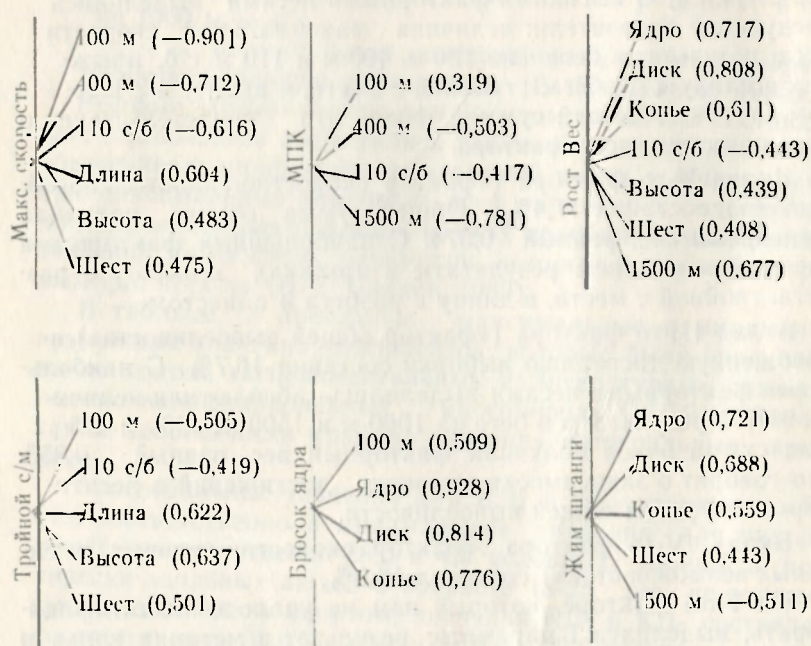 Макс. скорость
100 м (—0.901)
100 м (—0,712)
110 с/б (—0,616)
Длина (0,604)
Высота (0,483)
Шест (0,475)
МПК
100 м (0,319)
400 м (—0,503)
110 с/б (—0,417)
1500 м (—0,781)
Рост Вес
Ядро (0.717)
Диск (0,808)
Копье (0,611)
110 с/б (—0,443)
Высота (0,439)
Шест (0,408)
1500 м (0,677)
Тройной с/м
100 м (—0,505)
110 с/б (—0,419)
Длина (0,622)
Высота (0,637)
Шест (0,501)
Бросок ядра
100 м (0.509)
Ядро (0,928)
Диск (0,814)
Копье (0,776)
Жим штанги
Ядро (0,721)
Диск (0,688)
Копье (0,559)
Шест (0,443)
1500 м (—0,511)